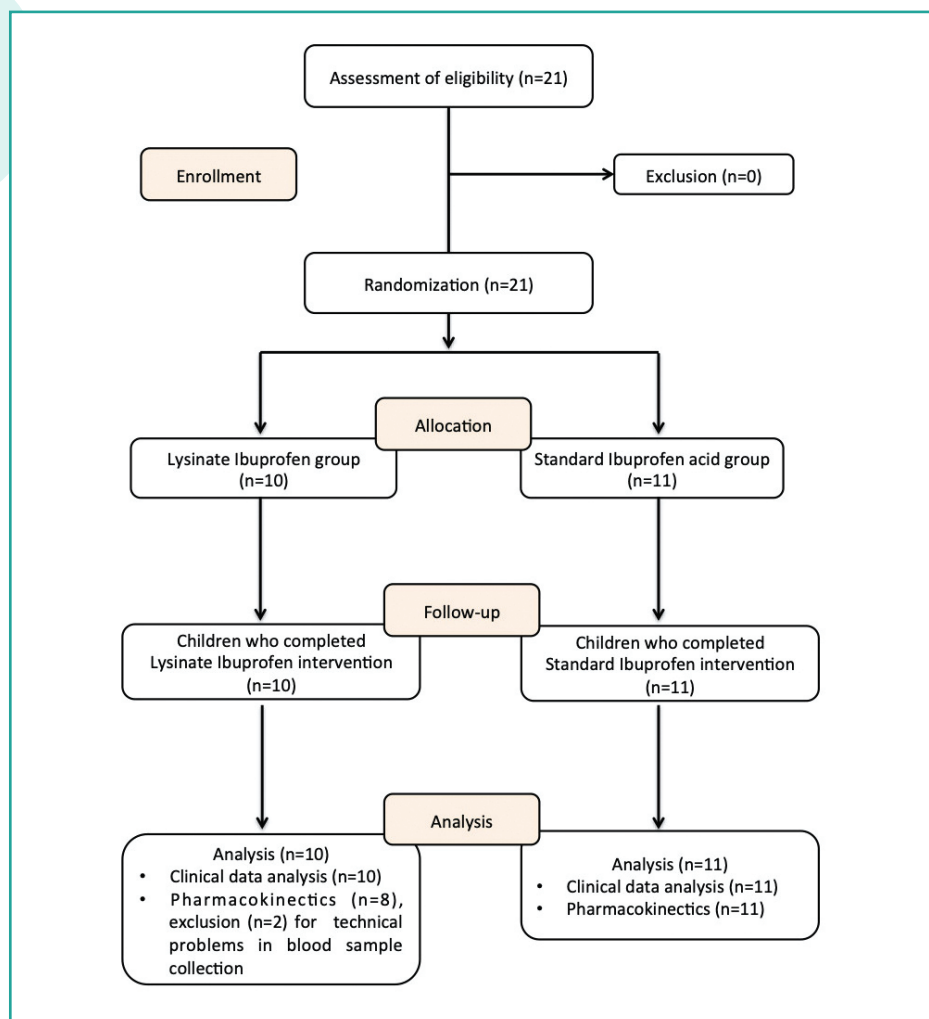 Assessment of eligibility (n=21)
Enrollment
Exclusion (n=0)
Randomization (n=21)
Allocation
Lysinate Ibuprofen group
(n=10)
Standard Ibuprofen acid group
(n=11)
Follow-up
Children who completed
Lysinate Ibuprofen intervention
(n=10)
Children who completed
Standard Ibuprofen intervention
(n=11)
Analysis
Analysis (n=10)
• Clinical data analysis (n=10)
• Pharmacokinetics (n=8),
exclusion (n=2) for technical
problems in blood sample
collection
Analysis (n=11)
• Clinical data analysis (n=11)
• Pharmacokinetics (n=11)